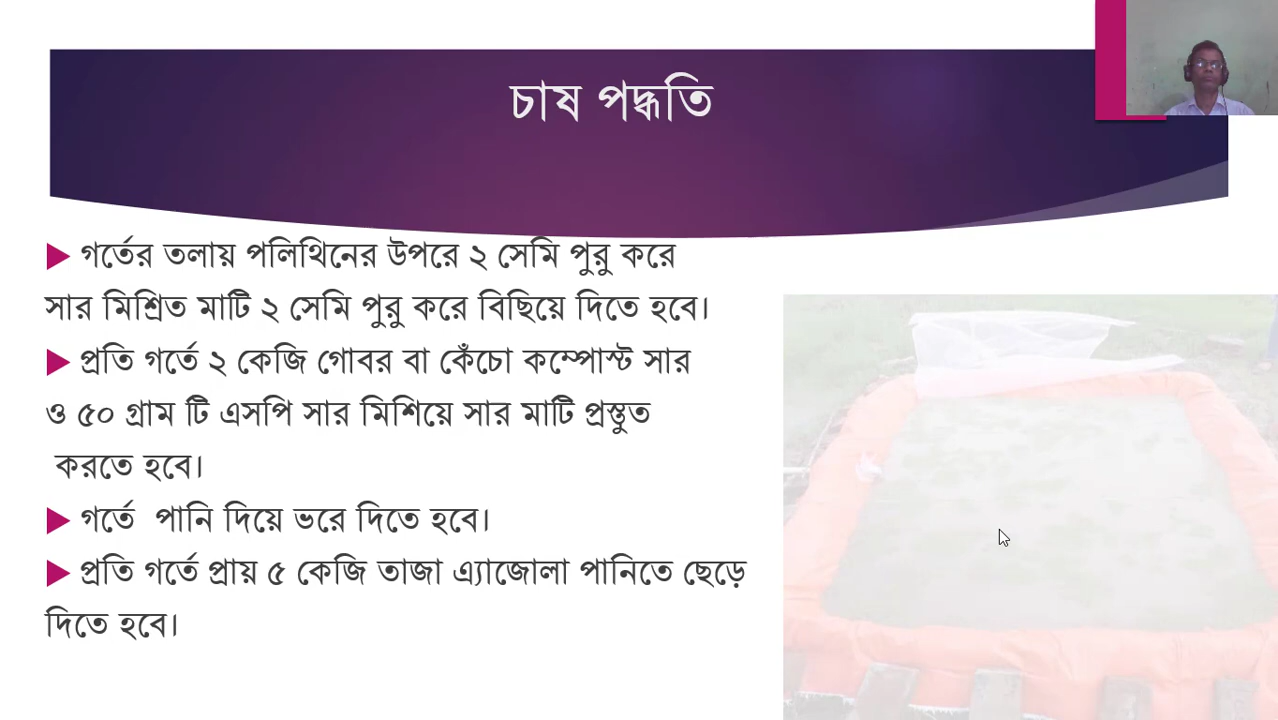 চাষ পদ্ধতি
গর্তের তলায় পলিথিনের উপরে ২ সেমি পুরু করে
সার মিশ্রিত মাটি ২ সেমি পুরু করে বিছিয়ে দিতে হবে।
প্রতি গর্তে ২ কেজি গোবর বা কেঁচো কম্পোস্ট সার
ও ৫০ গ্রাম টি এসপি সার মিশিয়ে সার মাটি প্রস্তুত
করতে হবে।
গর্তে পানি দিয়ে ভরে দিতে হবে।
প্রতি গর্তে প্রায় ৫ কেজি তাজা এ্যাজোলা পানিতে ছেড়ে
দিতে হবে।